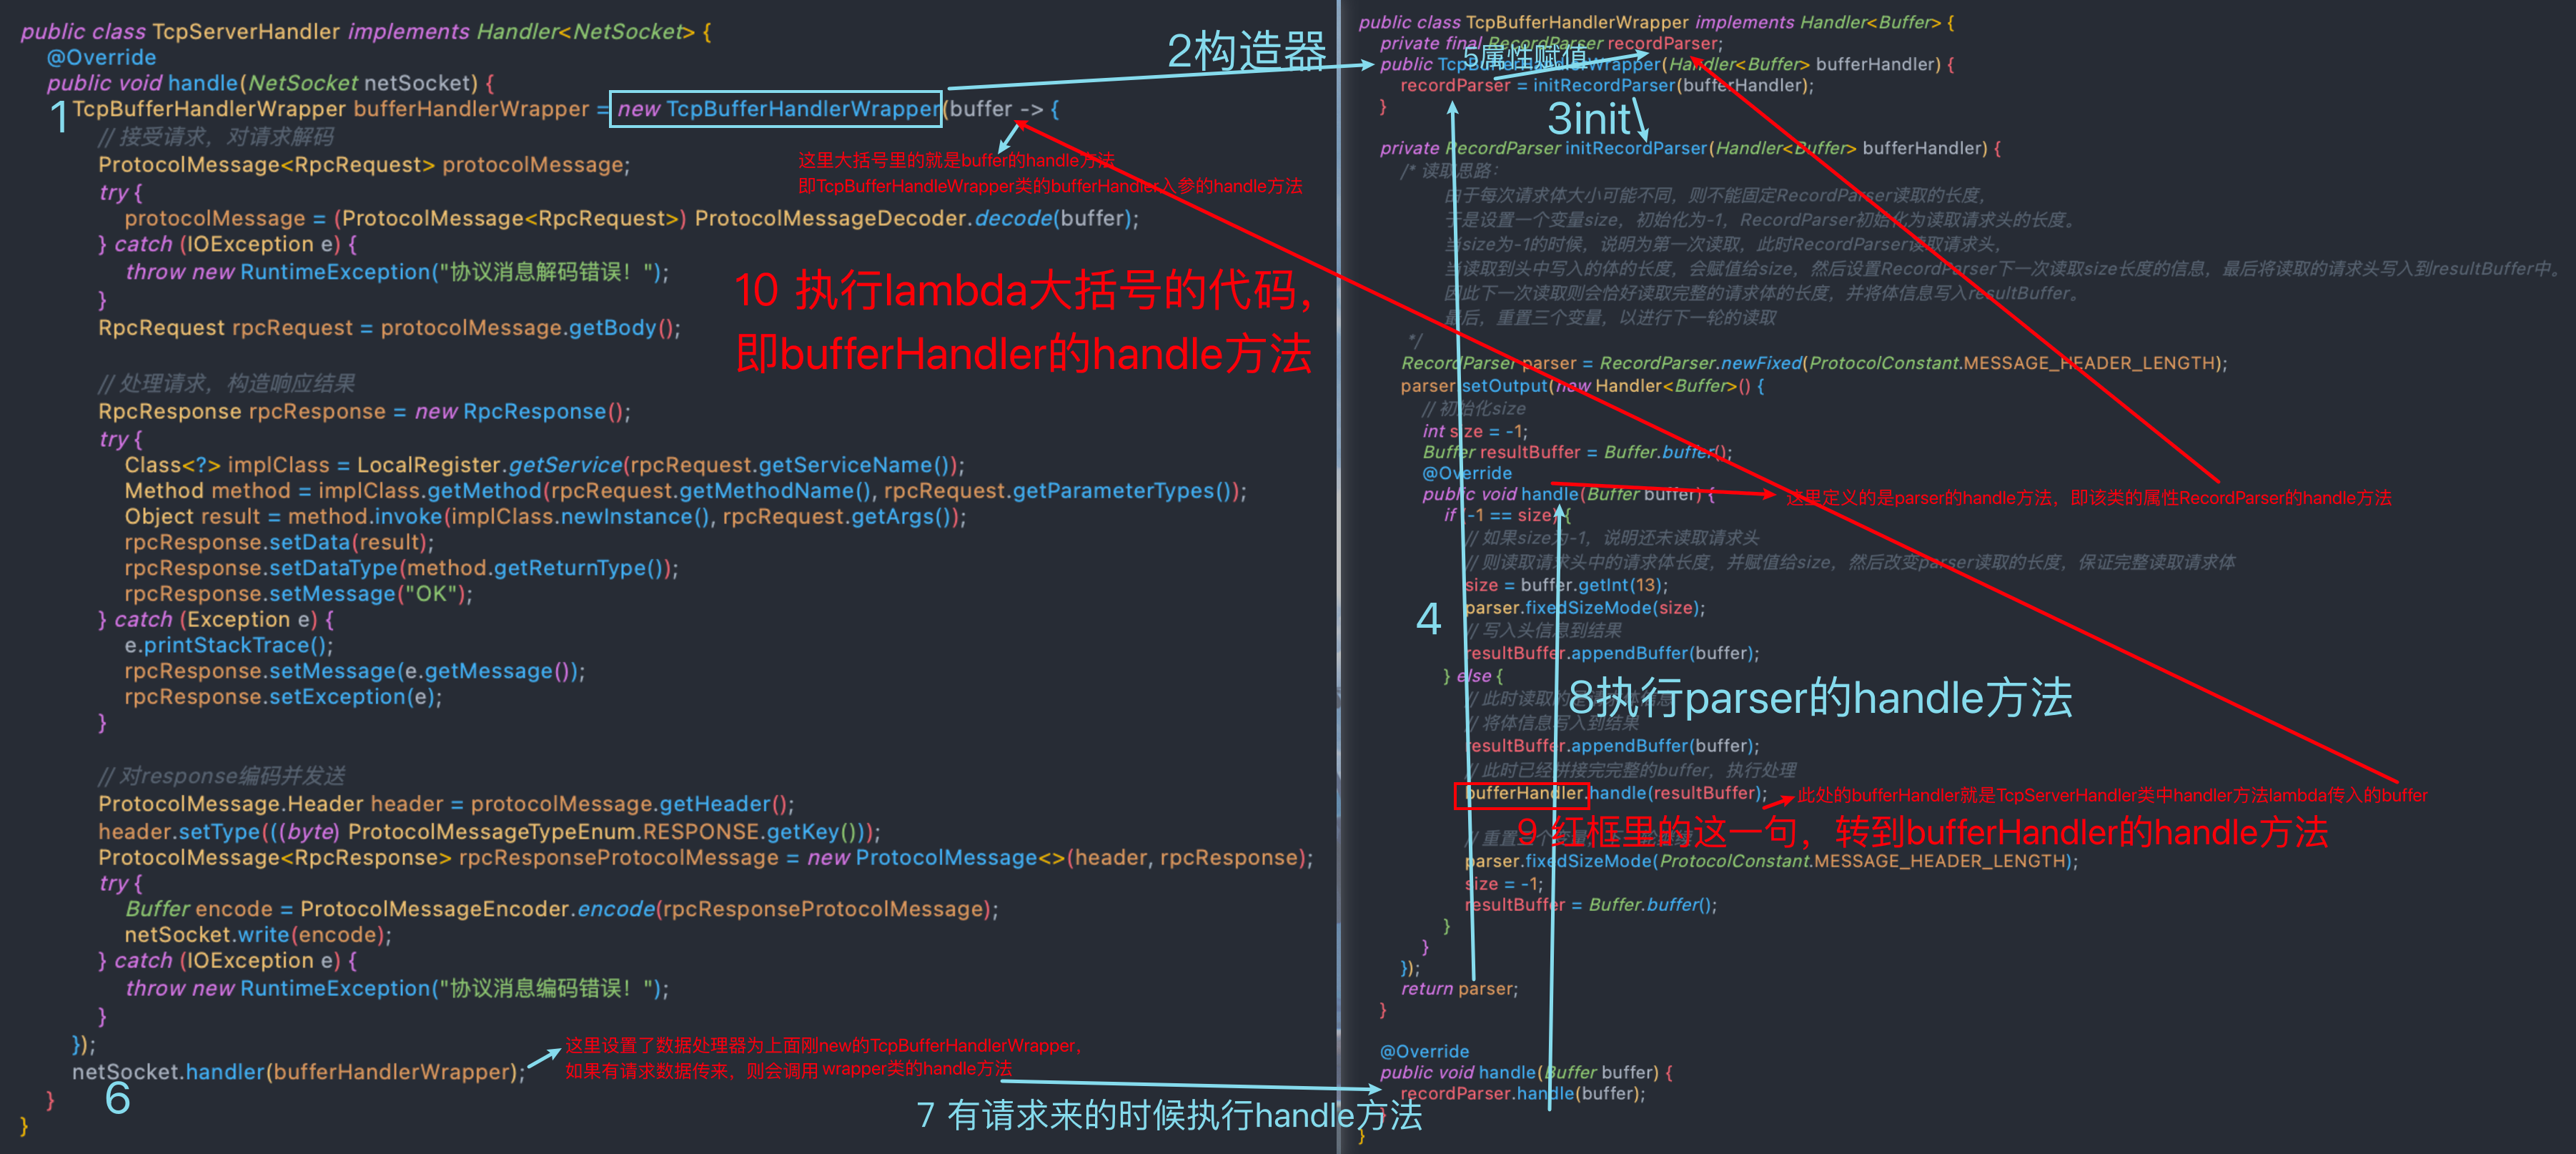 public class TcpServerHandler implements Handler<NetSocket> {
@Override
public void handle(NetSocket netSocket) {
1
TcpBufferHandlerWrapper bufferHandlerWrapper = new TcpBufferHandlerWrapper(buffer -> {
// 接受请求，对请求解码
ProtocolMessage<RpcRequest> protocolMessage;
try {
protocolMessage = (ProtocolMessage<RpcRequest>) ProtocolMessageDecoder.decode(buffer);
} catch (IOException e) {
throw new RuntimeException("协议消息解码错误！");
}
RpcRequest rpcRequest = protocolMessage.getBody();
// 处理请求，构造响应结果
RpcResponse rpcResponse = new RpcResponse();
try {
Class<?> implClass = LocalRegister.getService(rpcRequest.getServiceName());
Method method = implClass.getMethod(rpcRequest.getMethodName(), rpcRequest.getParameterTypes());
Object result = method.invoke(implClass.newInstance(), rpcRequest.getArgs());
rpcResponse.setData(result);
rpcResponse.setDataType(method.getReturnType());
rpcResponse.setMessage("OK");
} catch (Exception e) {
e.printStackTrace();
rpcResponse.setMessage(e.getMessage());
rpcResponse.setException(e);
}
// 对response编码并发送
ProtocolMessage.Header header = protocolMessage.getHeader();
header.setType(((byte) ProtocolMessageTypeEnum.RESPONSE.getKey()));
ProtocolMessage<RpcResponse> rpcResponseProtocolMessage = new ProtocolMessage<>(header, rpcResponse);
try {
Buffer encode = ProtocolMessageEncoder.encode(rpcResponseProtocolMessage);
netSocket.write(encode);
} catch (IOException e) {
throw new RuntimeException("协议消息编码错误！");
}
});
netSocket.handler(bufferHandlerWrapper);
}
6
}
2构造器
这里大括号里的就是buffer的handle方法
即TcpBufferHandleWrapper类的bufferHandler入参的handle方法
10 执行lambda大括号的代码，
即bufferHandler的handle方法
这里设置了数据处理器为上面刚new的TcpBufferHandlerWrapper，
如果有请求数据传来，则会调用wrapper类的handle方法
7 有请求来的时候执行handle方法
public class TcpBufferHandlerWrapper implements Handler<Buffer> {
private final RecordParser recordParser;
5属性赋值
public TcpBufferHandlerWrapper(Handler<Buffer> bufferHandler) {
recordParser = initRecordParser(bufferHandler);
}
3init
private RecordParser initRecordParser(Handler<Buffer> bufferHandler) {
/* 读取思路：
由于每次请求体大小可能不同，则不能固定RecordParser读取的长度，
于是设置一个变量size，初始化为-1，RecordParser初始化为读取请求头的长度。
当size为-1的时候，说明为第一次读取，此时RecordParser读取请求头，
当读取到头中写入的体的长度，会赋值给size，然后设置RecordParser下一次读取size长度的信息，最后将读取的请求头写入到resultBuffer中。
因此下一次读取则会恰好读取完整的请求体的长度，并将体信息写入resultBuffer。
最后，重置三个变量，以进行下一轮的读取
*/
RecordParser parser = RecordParser.newFixed(ProtocolConstant.MESSAGE_HEADER_LENGTH);
parser.setOutput(new Handler<Buffer>() {
// 初始化size
int size = -1;
Buffer resultBuffer = Buffer.buffer();
@Override
public void handle(Buffer buffer) {
这里定义的是parser的handle方法，即该类的属性RecordParser的handle方法
if (-1 == size) {
// 如果size为-1，说明还未读取请求头
// 则读取请求头中的请求体长度，并赋值给size，然后改变parser读取的长度，保证完整读取请求体
size = buffer.getInt(13);
parser.fixedSizeMode(size);
4
// 写入头信息到结果
resultBuffer.appendBuffer(buffer);
} else {
// 此时读取的是请求体信息
8执行parser的handle方法
// 将体信息写入到结果
resultBuffer.appendBuffer(buffer);
// 此时已经拼接完完整的buffer，执行处理
bufferHandler.handle(resultBuffer);
此处的bufferHandler就是TcpServerHandler类中handler方法lambda传入的buffer
9 红框里的这一句，转到bufferHandler的handle方法
// 重置三个变量，下一轮继续
parser.fixedSizeMode(ProtocolConstant.MESSAGE_HEADER_LENGTH);
size = -1;
resultBuffer = Buffer.buffer();
}
}
});
return parser;
}
@Override
public void handle(Buffer buffer) {
recordParser.handle(buffer);
}
}